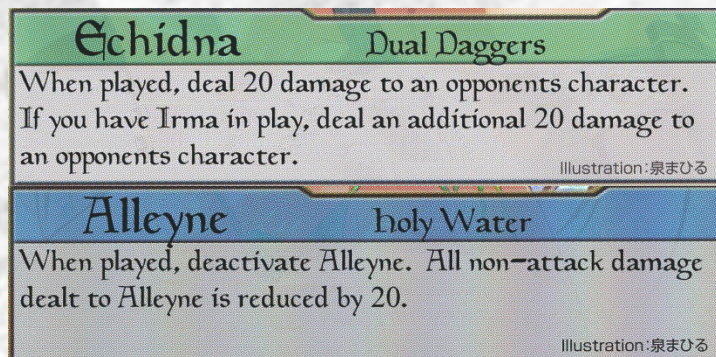 Echidna Dual Daggers
When played, deal 20 damage to an opponents character.
If you have Irma in play, deal an additional 20 damage to
an opponents character.
Illustration:泉まひる
Alleyne Holy Water
When played, deactivate Alleyne. All non-attack damage
dealt to Alleyne is reduced by 20.
Illustration:泉まひる